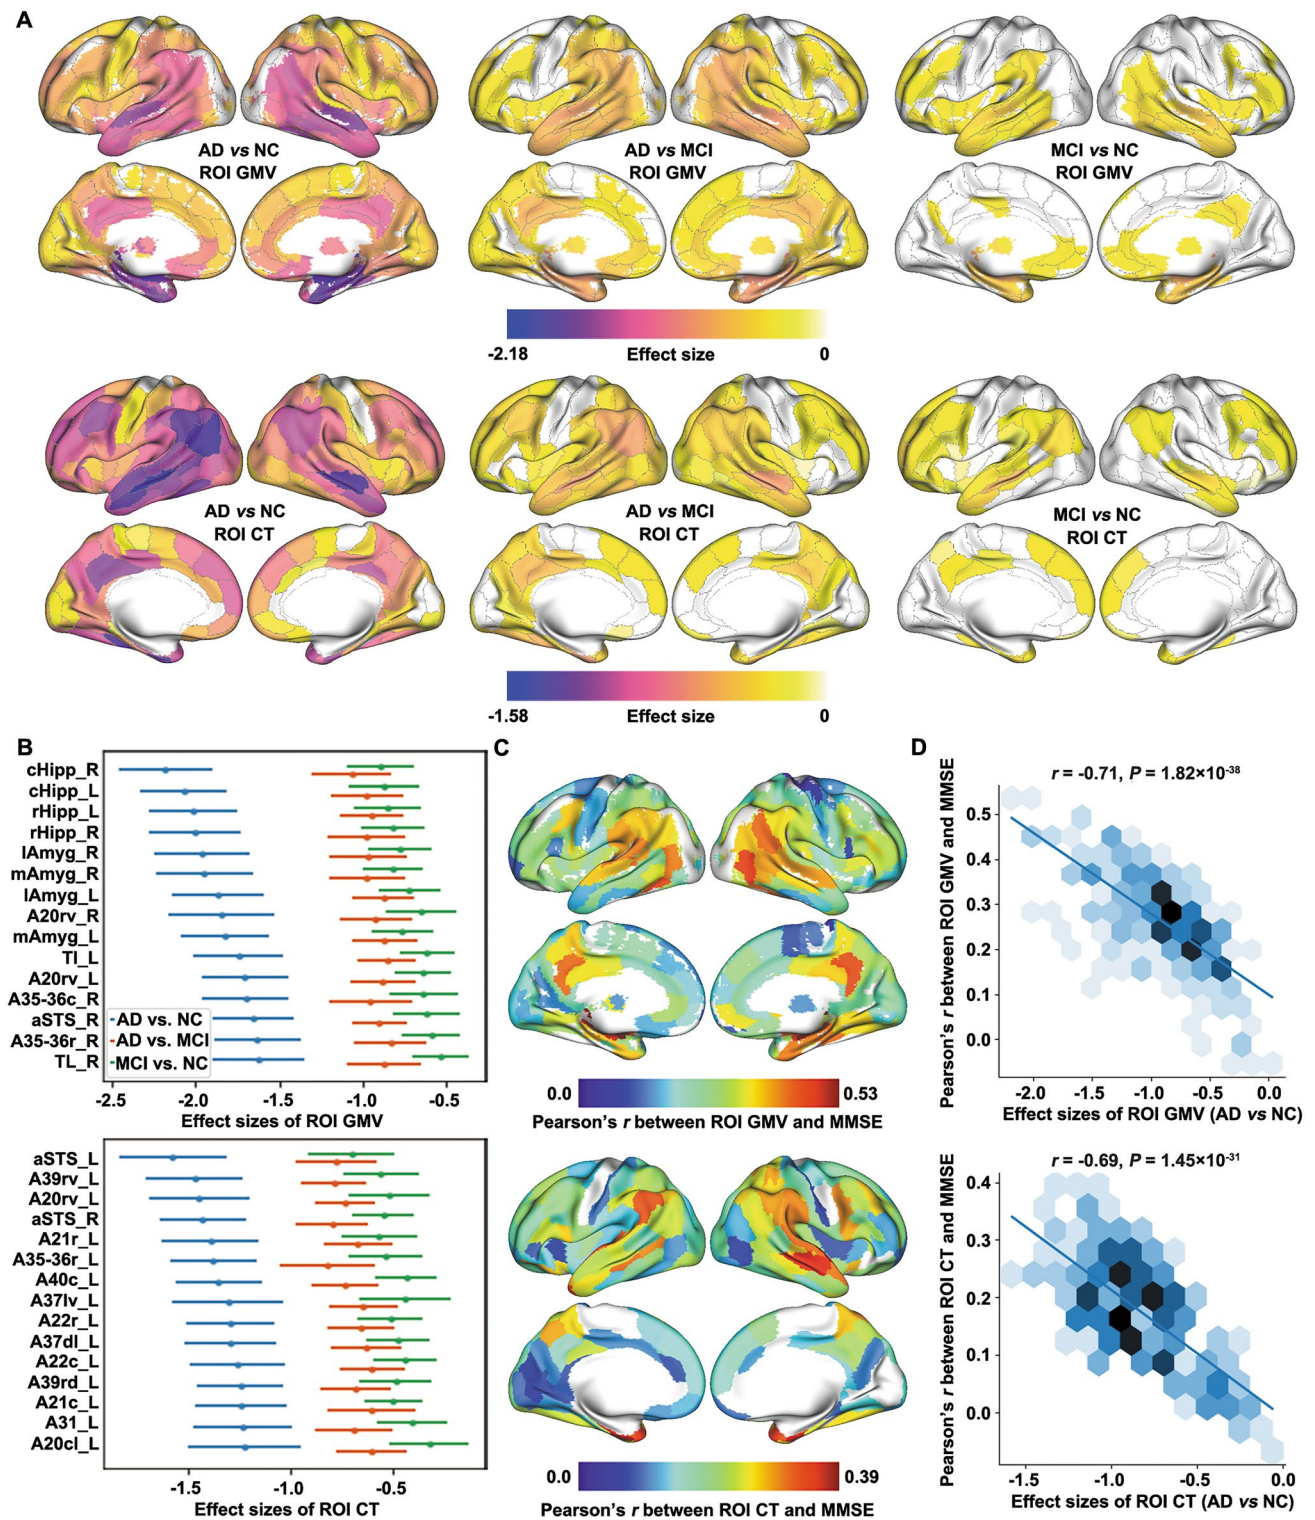 A
AD vs NC
ROI GMV
AD vs MCI
ROI GMV
MCI vs NC
ROI GMV
-2.18
Effect size
0
AD vs NC
ROI CT
AD vs MCI
ROI CT
MCI vs NC
ROI CT
-1.58
Effect size
0
B
cHipp_R
cHipp_L
rHipp_L
rHipp_R
lAmyg_R
mAmyg_R
lAmyg_L
A20rv_R
mAmyg_L
TI_L
A20rv_L
A35-36c_R
aSTS_R
A35-36r_R
TL_R
AD vs. NC
AD vs. MCI
MCI vs. NC
-2.5 -2.0 -1.5 -1.0 -0.5
Effect sizes of ROI GMV
aSTS_L
A39rv_L
A20rv_L
aSTS_R
A21r_L
A35-36r_L
A40c_L
A37lv_L
A22r_L
A37dl_L
A22c_L
A39rd_L
A21c_L
A31_L
A20cl_L
-1.5 -1.0 -0.5
Effect sizes of ROI CT
C
0.0
0.53
Pearson's r between ROI GMV and MMSE
0.0
0.39
Pearson's r between ROI CT and MMSE
D
r = -0.71, P = 1.82×10-38
Pearson's r between ROI GMV and MMSE
0.5
0.4
0.3
0.2
0.1
0.0
-2.0 -1.5 -1.0 -0.5 0.0
Effect sizes of ROI GMV (AD vs NC)
r = -0.69, P = 1.45×10-31
Pearson's r between ROI CT and MMSE
0.4
0.3
0.2
0.1
0.0
-1.5 -1.0 -0.5 0.0
Effect sizes of ROI CT (AD vs NC)